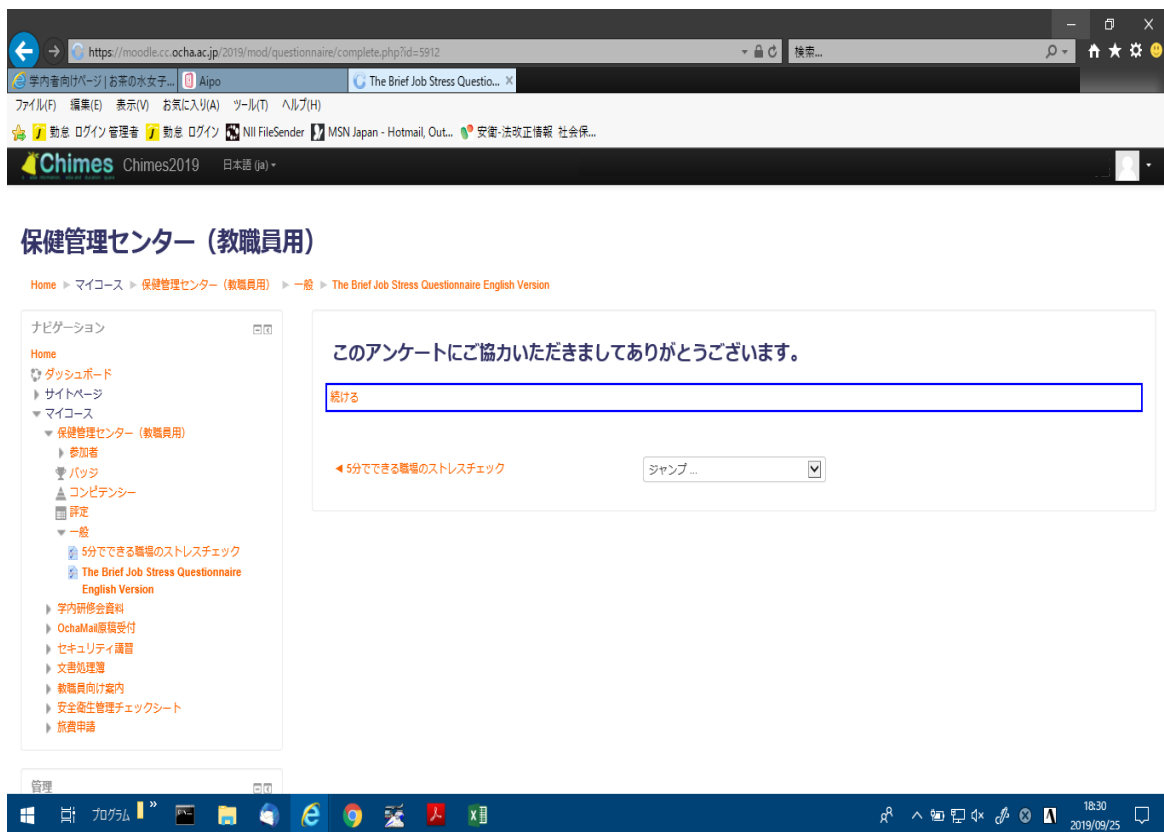 https://moodle.cc.ocha.ac.jp/2019/mod/questionnaire/complete.php?id=5912
検索...
学内者向けページ | お茶の水女子...
Aipo
The Brief Job Stress Questio...
ファイル(F) 編集(E) 表示(V) お気に入り(A) ツール(T) ヘルプ(H)
勤怠 ログイン 管理者 勤怠 ログイン NII FileSender MSN Japan - Hotmail, Out... 安衛-法改正情報 社会保...
Chimes Chimes2019 日本語 (ja)
保健管理センター（教職員用）
Home ▶ マイコース ▶ 保健管理センター（教職員用） ▶ 一般 ▶ The Brief Job Stress Questionnaire English Version
ナビゲーション
Home
ダッシュボード
サイトページ
マイコース
保健管理センター（教職員用）
参加者
バッジ
コンピテンシー
評定
一般
5分でできる職場のストレスチェック
The Brief Job Stress Questionnaire
English Version
学内研修会資料
OchaMail原稿受付
セキュリティ講習
文書処理簿
教職員向け案内
安全衛生管理チェックシート
旅費申請
管理
このアンケートにご協力いただきましてありがとうございます。
続ける
◀ 5分でできる職場のストレスチェック
ジャンプ ...
プログラム
18:30
2019/09/25